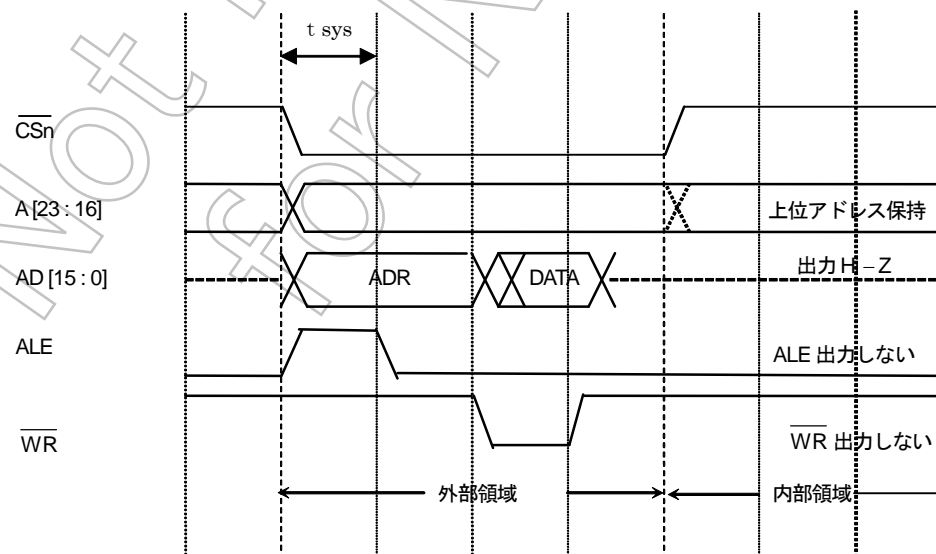 t sys
CSn
A [23 : 16]
上位アドレス保持
AD [15 : 0]
ADR
DATA
出力 H – Z
ALE
ALE 出力しない
WR
WR 出力しない
外部領域
内部領域
Not
for